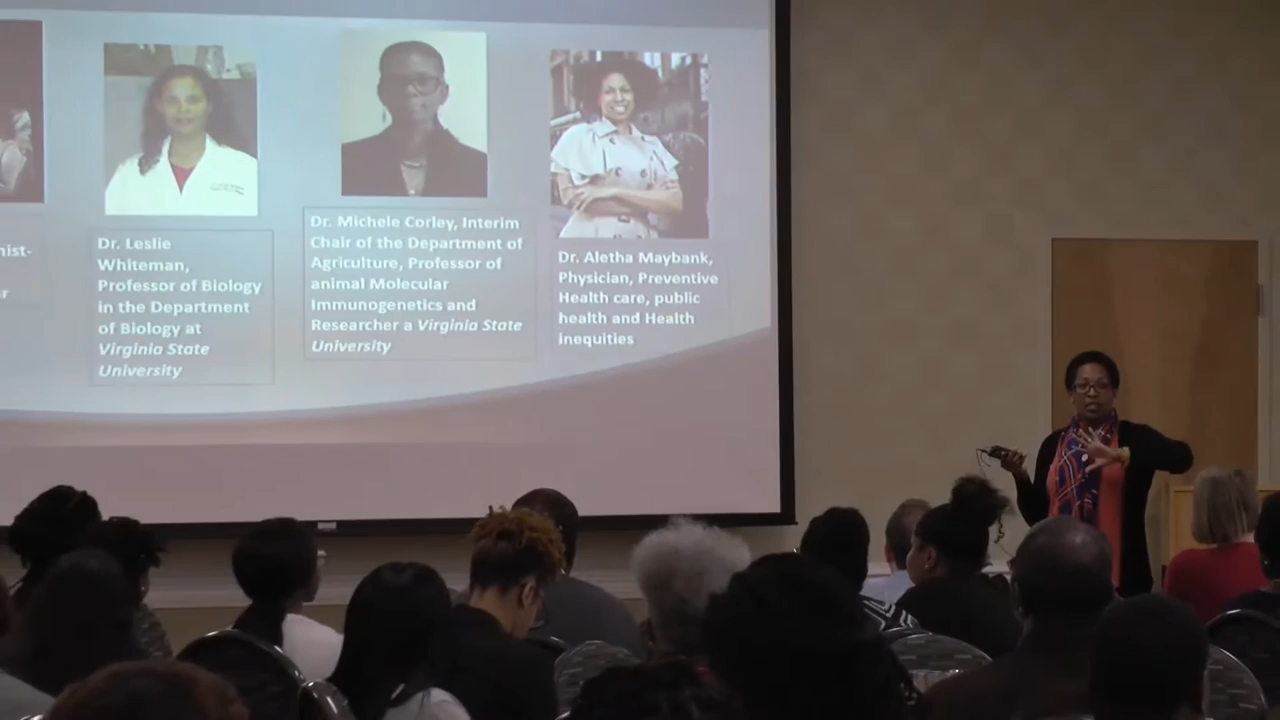 Dr. Leslie
Whiteman,
Professor of Biology
in the Department
of Biology at
Virginia State
University
Dr. Michele Corley, Interim
Chair of the Department of
Agriculture, Professor of
animal Molecular
Immunogenetics and
Researcher a Virginia State
University
Dr. Aletha Maybank,
Physician, Preventive
Health care, public
health and Health
inequities